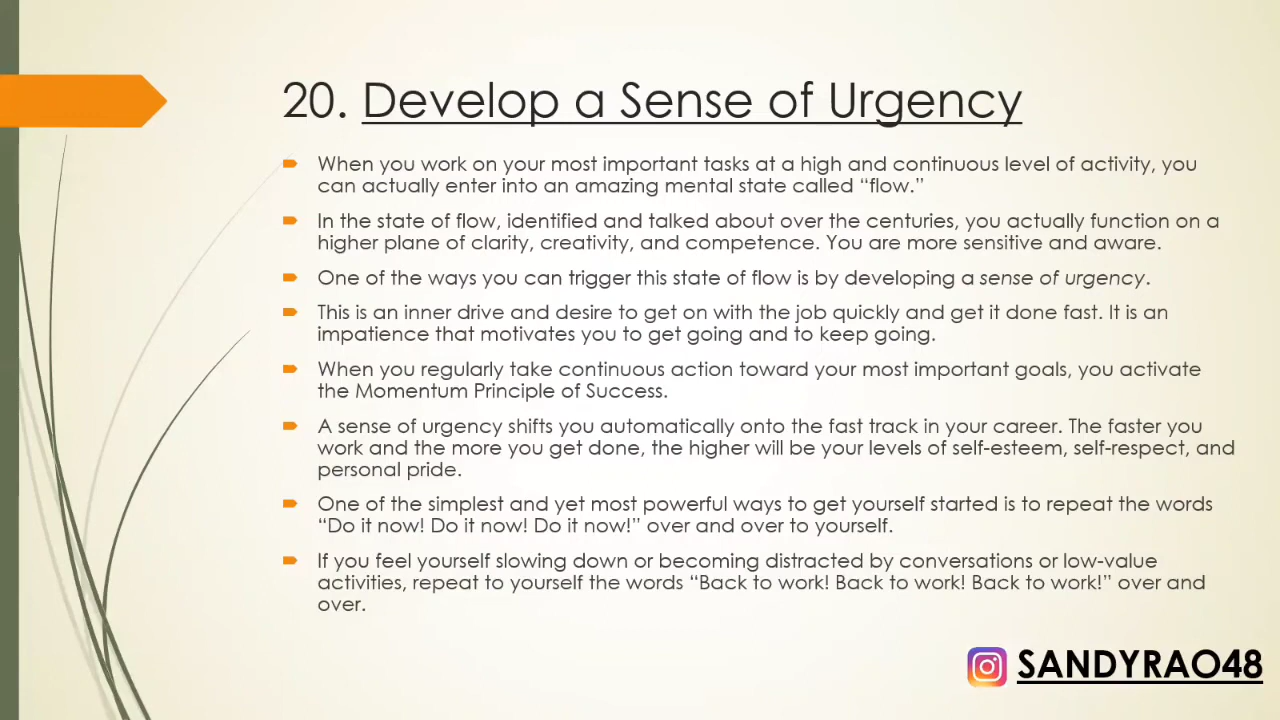 20. Develop a Sense of Urgency
When you work on your most important tasks at a high and continuous level of activity, you
can actually enter into an amazing mental state called “flow.”
In the state of flow, identified and talked about over the centuries, you actually function on a
higher plane of clarity, creativity, and competence. You are more sensitive and aware.
One of the ways you can trigger this state of flow is by developing a sense of urgency.
This is an inner drive and desire to get on with the job quickly and get it done fast. It is an
impatience that motivates you to get going and to keep going.
When you regularly take continuous action toward your most important goals, you activate
the Momentum Principle of Success.
A sense of urgency shifts you automatically onto the fast track in your career. The faster you
work and the more you get done, the higher will be your levels of self-esteem, self-respect, and
personal pride.
One of the simplest and yet most powerful ways to get yourself started is to repeat the words
“Do it now! Do it now! Do it now!” over and over to yourself.
If you feel yourself slowing down or becoming distracted by conversations or low-value
activities, repeat to yourself the words “Back to work! Back to work! Back to work!” over and
over.
SANDYRAO48